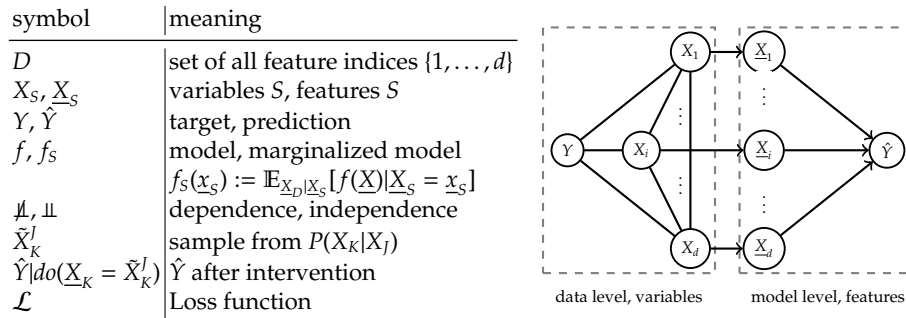 symbol meaning
D set of all feature indices {1, . . . , d}
X_S, X̲_S variables S, features S
Y, Ŷ target, prediction
f, f_S model, marginalized model
f_S(x̲_S) := 𝔼_{X̲_D|X̲_S}[f(X̲)|X̲_S = x̲_S]
⫫̸, ⫫ dependence, independence
X̃_K^J sample from P(X_K|X_J)
Ŷ|do(X̲_K = X̃_K^J) Ŷ after intervention
ℒ Loss function
X_1 X̲_1
⋮ ⋮
Y X_i X̲_i Ŷ
⋮ ⋮
X_d X̲_d
data level, variables model level, features